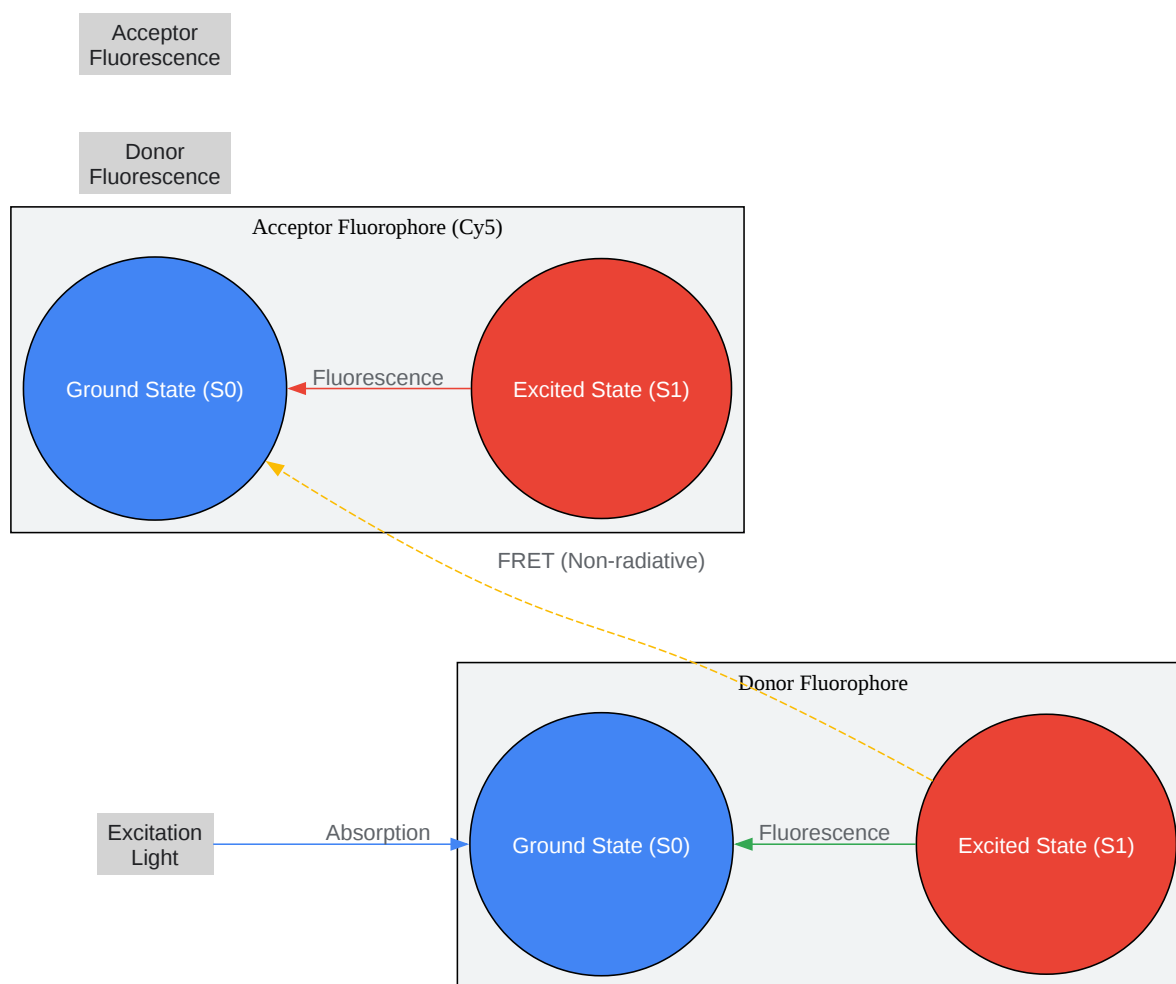 Acceptor
Fluorescence
Donor
Fluorescence
Acceptor Fluorophore (Cy5)
Ground State (S0)
Fluorescence
Excited State (S1)
FRET (Non-radiative)
Donor Fluorophore
Excitation
Light
Absorption
Ground State (S0)
Fluorescence
Excited State (S1)